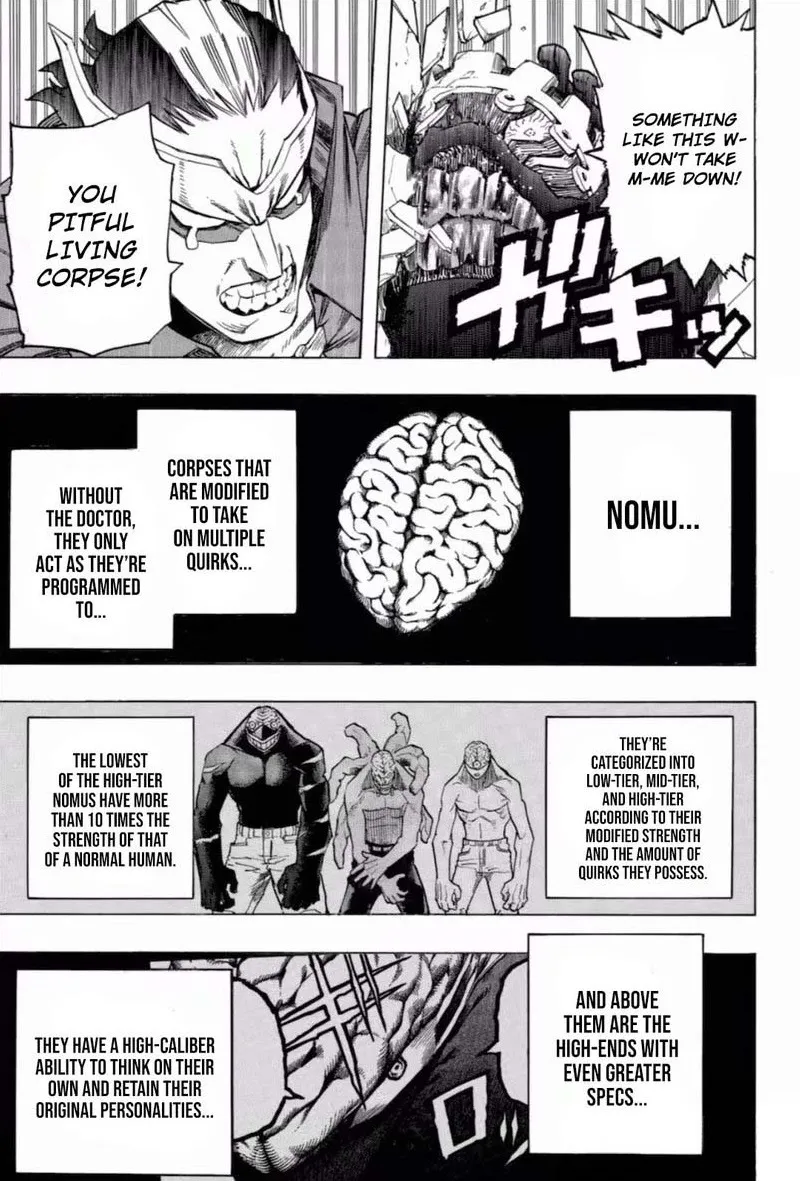 SOMETHING
LIKE THIS W-
WON'T TAKE
M-ME DOWN!
ガキッ
YOU
PITFUL
LIVING
CORPSE!
NOMU...
CORPSES THAT
ARE MODIFIED
TO TAKE
ON MULTIPLE
QUIRKS...
WITHOUT
THE DOCTOR,
THEY ONLY
ACT AS THEY'RE
PROGRAMMED
TO...
THEY'RE
CATEGORIZED INTO
LOW-TIER, MID-TIER,
AND HIGH-TIER
ACCORDING TO THEIR
MODIFIED STRENGTH
AND THE AMOUNT OF
QUIRKS THEY POSSESS.
THE LOWEST
OF THE HIGH-TIER
NOMUS HAVE MORE
THAN 10 TIMES THE
STRENGTH OF THAT
OF A NORMAL HUMAN.
AND ABOVE
THEM ARE THE
HIGH-ENDS WITH
EVEN GREATER
SPECS...
THEY HAVE A HIGH-CALIBER
ABILITY TO THINK ON THEIR
OWN AND RETAIN THEIR
ORIGINAL PERSONALITIES...